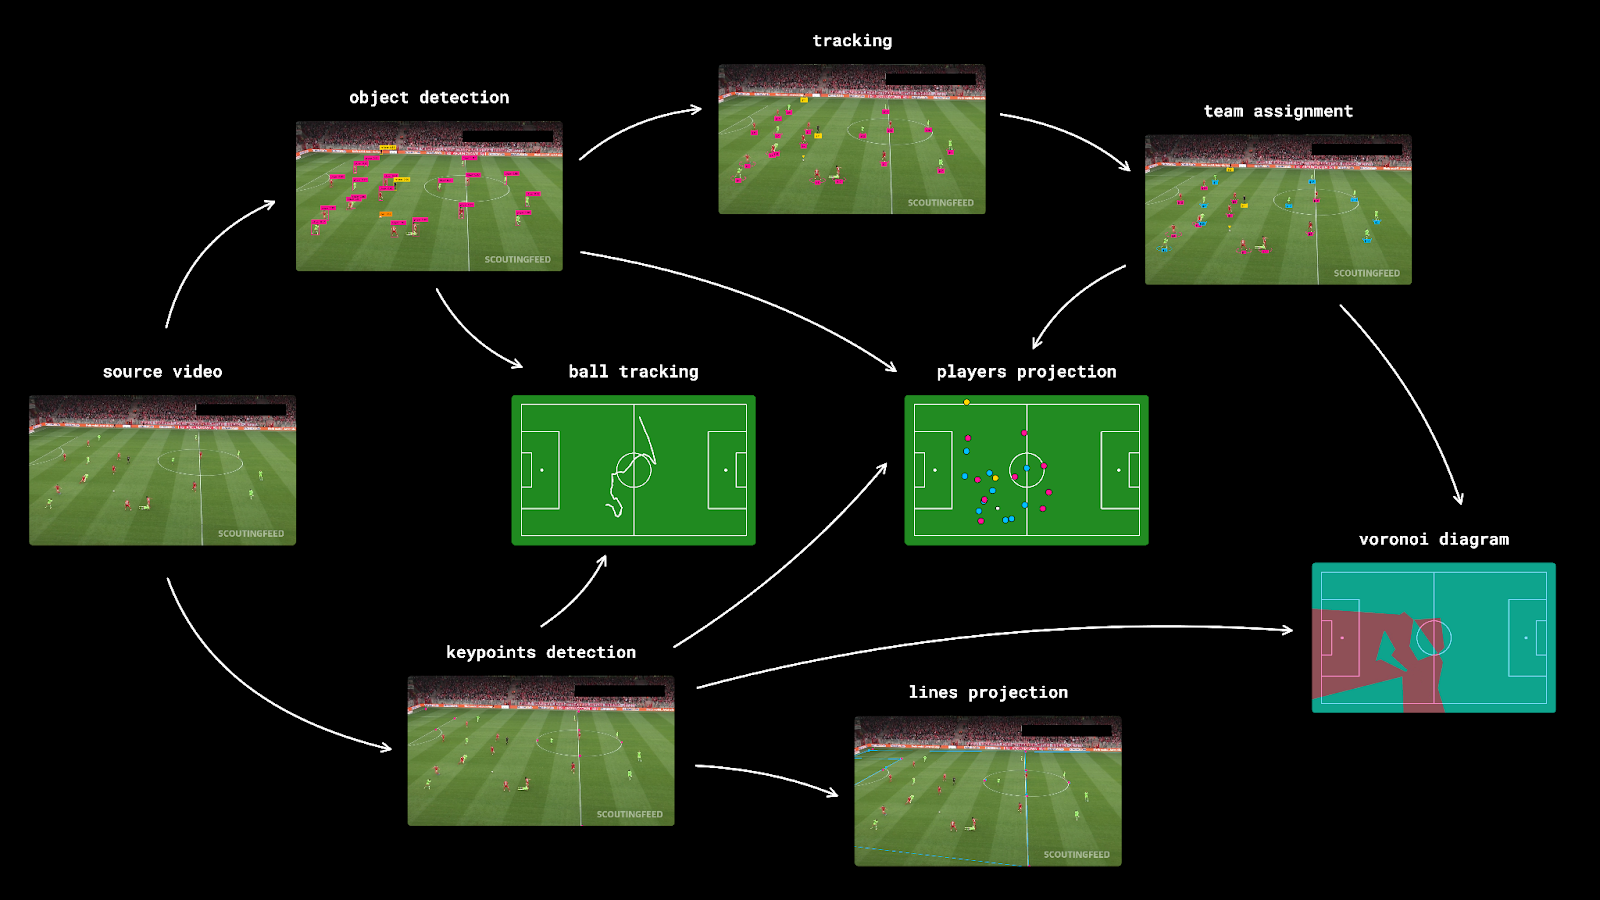 tracking
object detection
team assignment
SCOUTINGFEED
SCOUTINGFEED
SCOUTINGFEED
source video
ball tracking
players projection
SCOUTINGFEED
voronoi diagram
keypoints detection
lines projection
SCOUTINGFEED
SCOUTINGFEED